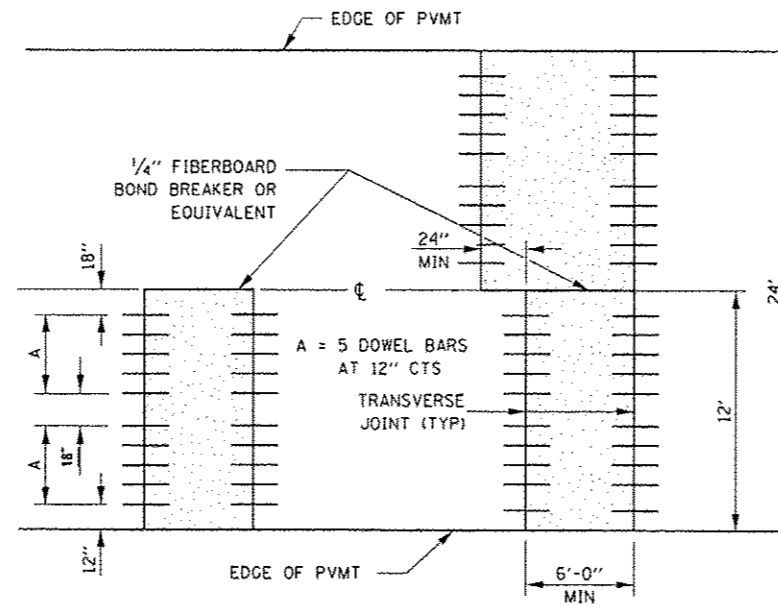 EDGE OF PVMT
1/4" FIBERBOARD
BOND BREAKER OR
EQUIVALENT
24"
MIN
18"
℄
24"
A
A = 5 DOWEL BARS
AT 12" CTS
TRANSVERSE
JOINT (TYP)
12'
A
18"
12"
EDGE OF PVMT
6'-0"
MIN